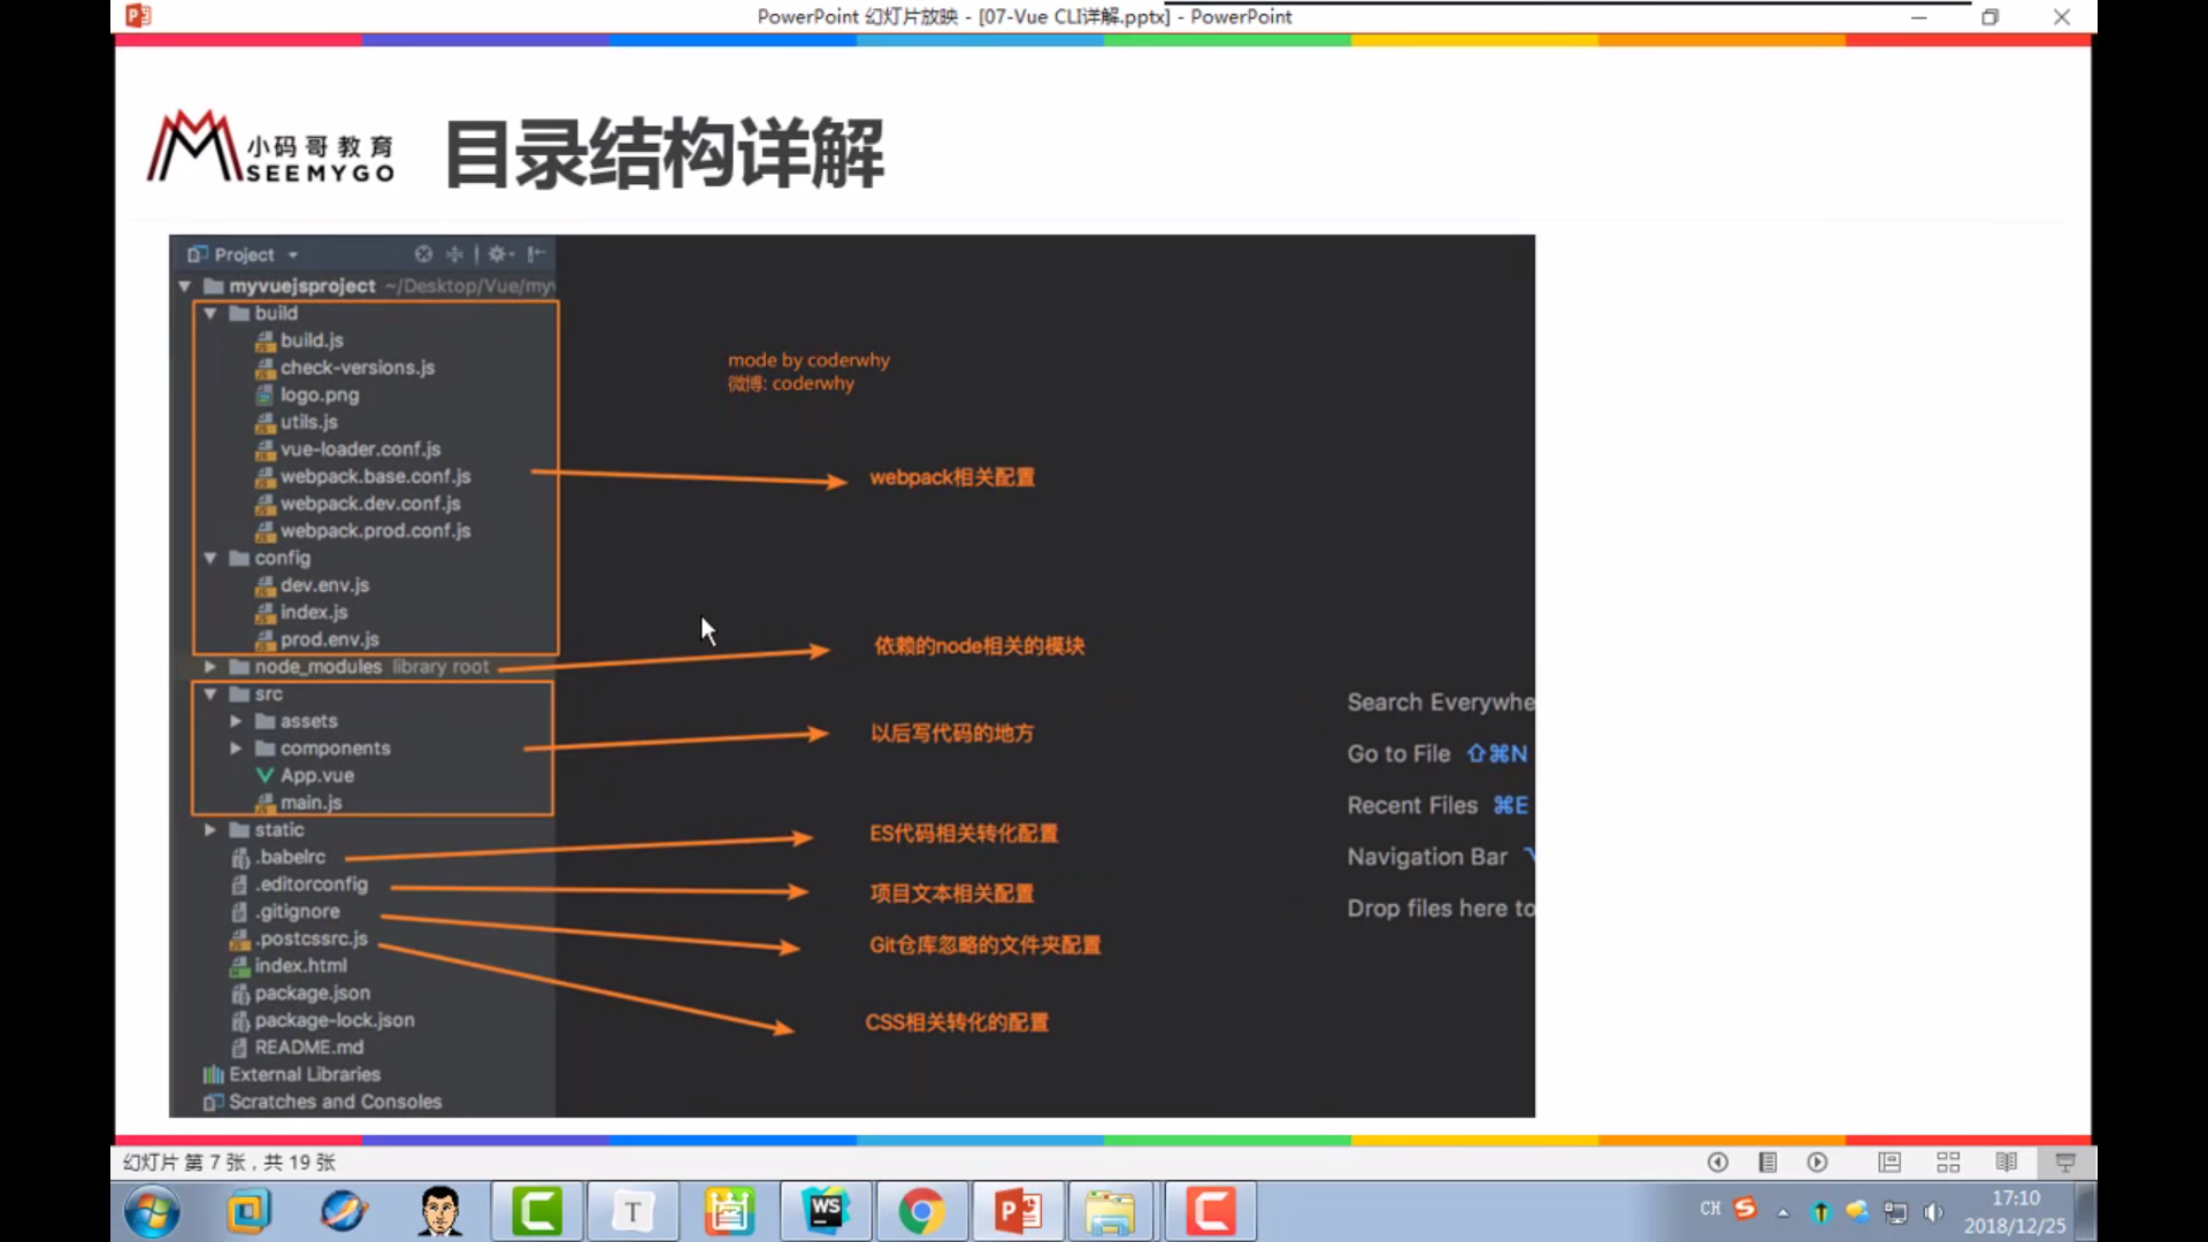 PowerPoint 幻灯片放映 - [07-Vue CLI详解.pptx] - PowerPoint
小码哥教育
SEEMYGO
目录结构详解
Project
myvuejsproject ~/Desktop/Vue/myv
build
build.js
check-versions.js
logo.png
utils.js
vue-loader.conf.js
webpack.base.conf.js
webpack.dev.conf.js
webpack.prod.conf.js
config
dev.env.js
index.js
prod.env.js
node_modules library root
src
assets
components
App.vue
main.js
static
.babelrc
.editorconfig
.gitignore
.postcssrc.js
index.html
package.json
package-lock.json
README.md
External Libraries
Scratches and Consoles
mode by coderwhy
微博: coderwhy
webpack相关配置
依赖的node相关的模块
以后写代码的地方
ES代码相关转化配置
项目文本相关配置
Git仓库忽略的文件夹配置
CSS相关转化的配置
Search Everywhe
Go to File ⇧⌘N
Recent Files ⌘E
Navigation Bar
Drop files here to
幻灯片 第 7 张，共 19 张
T
WS
CH
17:10
2018/12/25